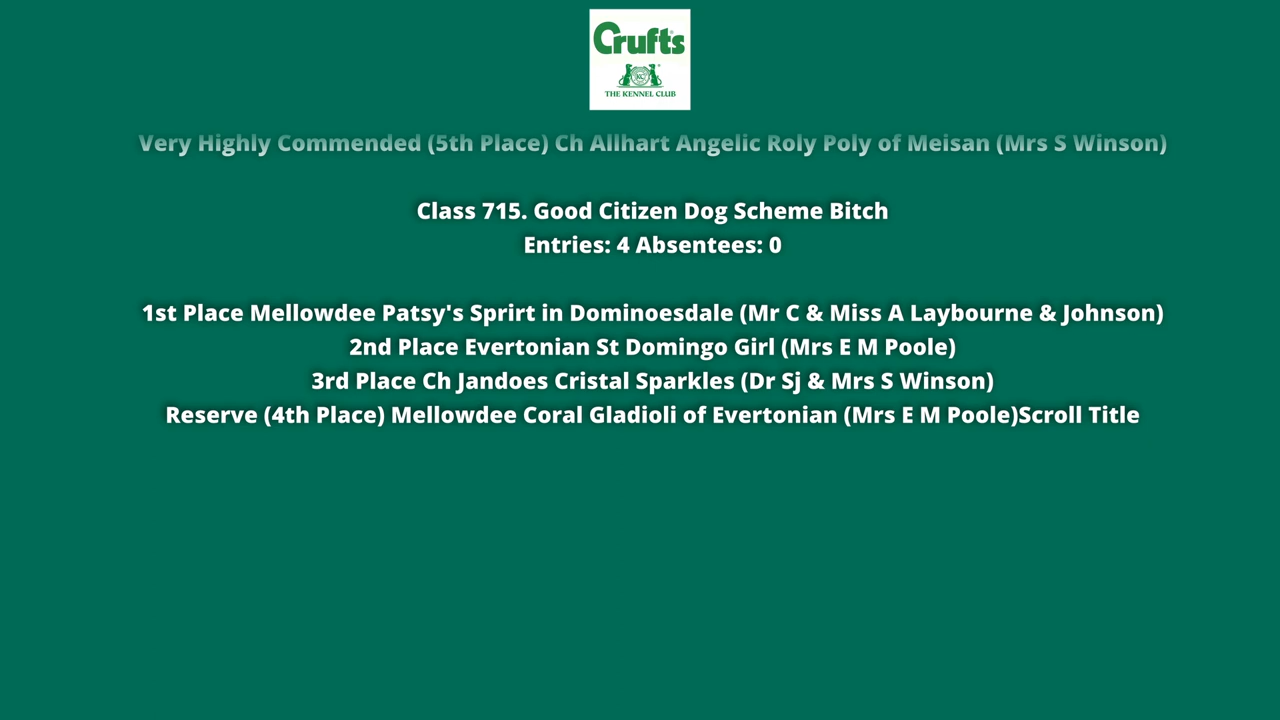 Crufts
KC
THE KENNEL CLUB
Very Highly Commended (5th Place) Ch Allhart Angelic Roly Poly of Meisan (Mrs S Winson)
Class 715. Good Citizen Dog Scheme Bitch
Entries: 4 Absentees: 0
1st Place Mellowdee Patsy's Sprirt in Dominoesdale (Mr C & Miss A Laybourne & Johnson)
2nd Place Evertonian St Domingo Girl (Mrs E M Poole)
3rd Place Ch Jandoes Cristal Sparkles (Dr Sj & Mrs S Winson)
Reserve (4th Place) Mellowdee Coral Gladioli of Evertonian (Mrs E M Poole)Scroll Title